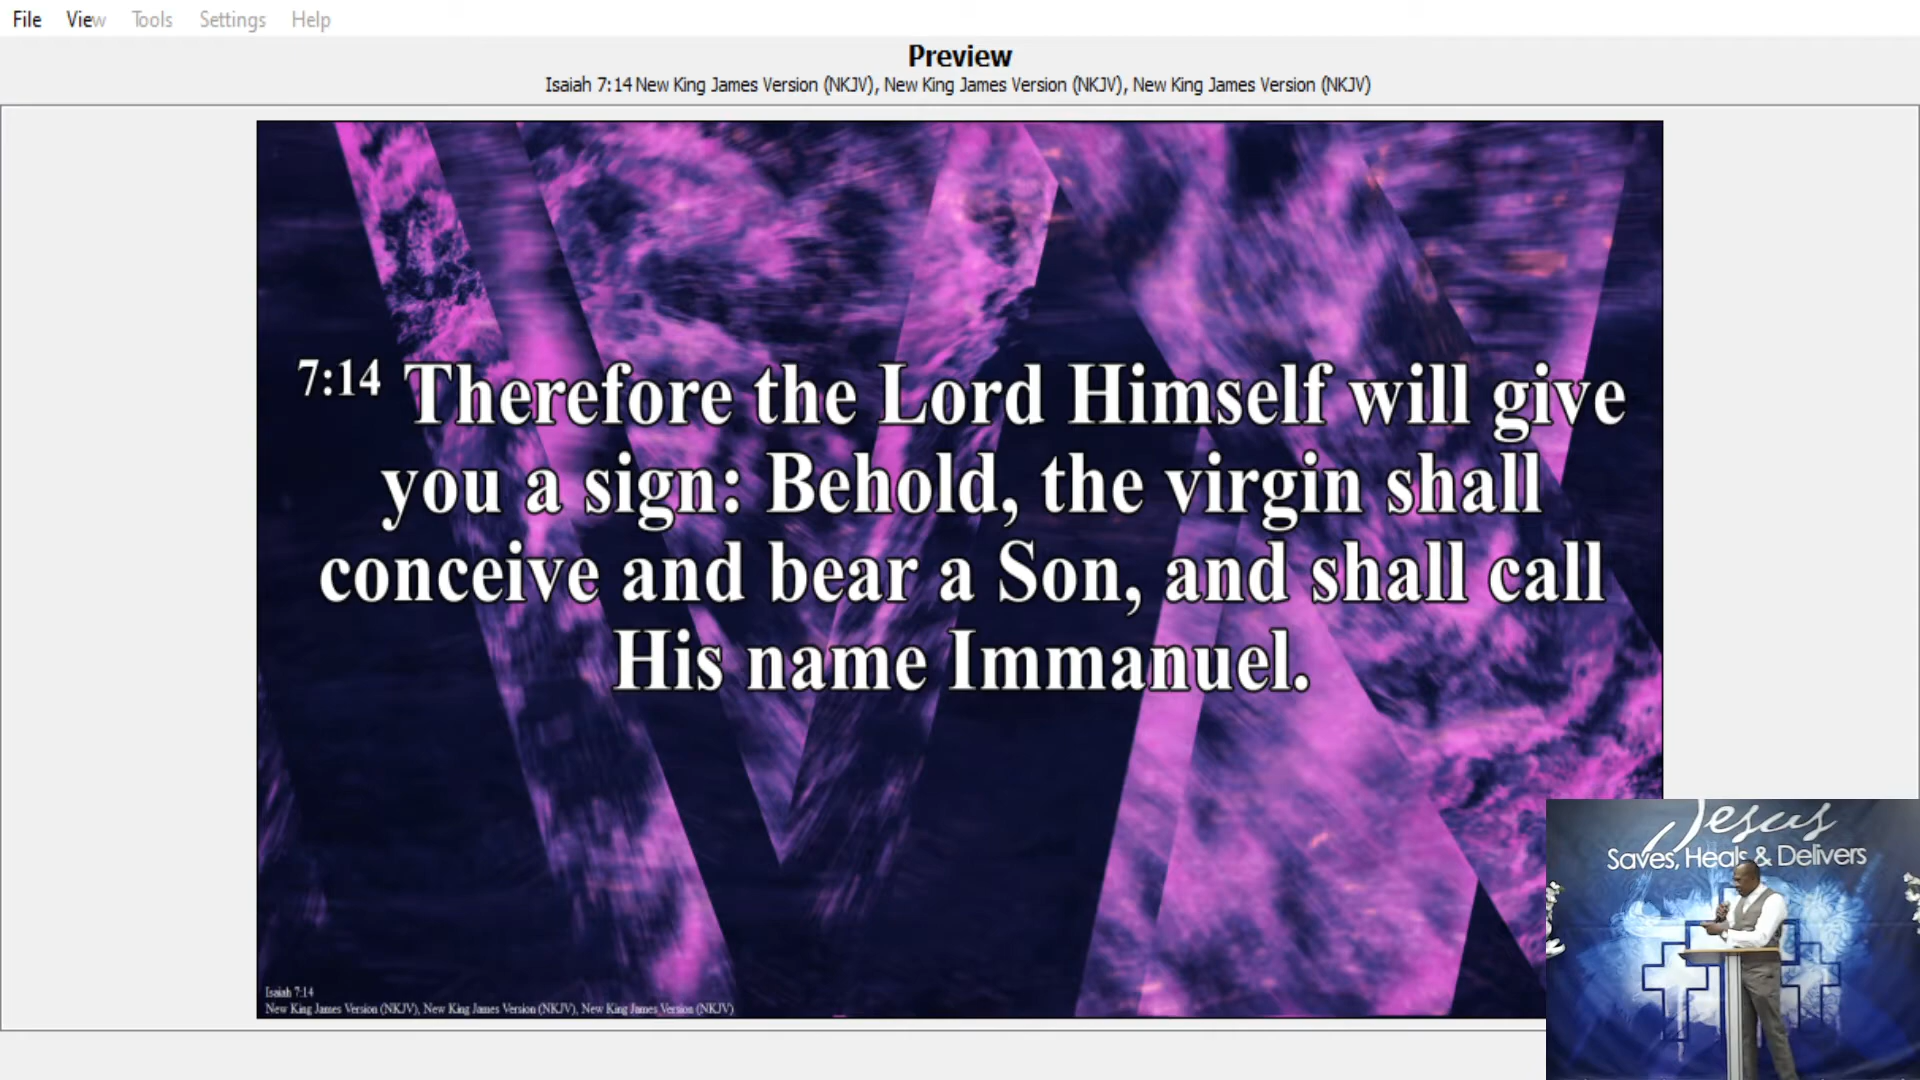 File View Tools Settings Help
Preview
Isaiah 7:14 New King James Version (NKJV), New King James Version (NKJV), New King James Version (NKJV)
7:14 Therefore the Lord Himself will give
you a sign: Behold, the virgin shall
conceive and bear a Son, and shall call
His name Immanuel.
Isaiah 7:14
New King James Version (NKJV), New King James Version (NKJV), New King James Version (NKJV)
Jesus
Saves, Heals & Delivers